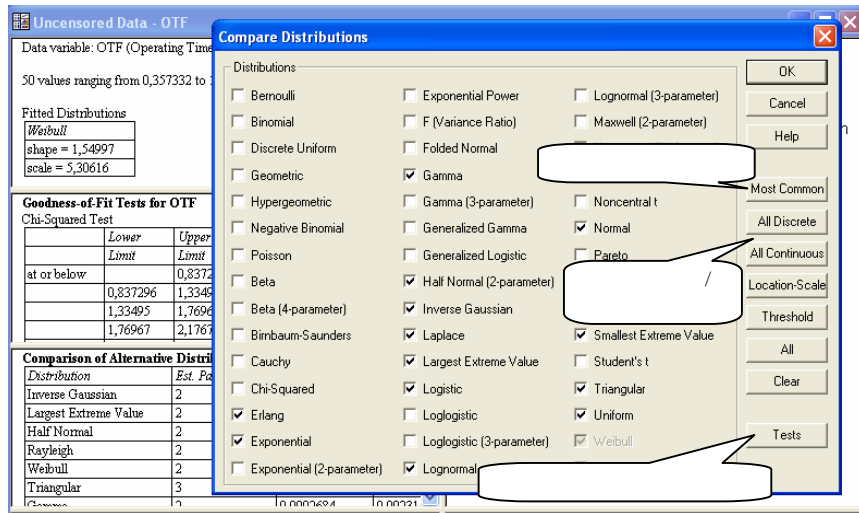 Uncensored Data - OTF
Data variable: OTF (Operating Time
50 values ranging from 0,357332 to
Fitted Distributions
Weibull
shape = 1,54997
scale = 5,30616
Goodness-of-Fit Tests for OTF
Chi-Squared Test
Lower Upper
Limit Limit
at or below 0,8372
0,837296 1,3349
1,33495 1,7696
1,76967 2,1767
Comparison of Alternative Distri
Distribution Est. Pa
Inverse Gaussian 2
Largest Extreme Value 2
Half Normal 2
Rayleigh 2
Weibull 2
Triangular 3
Gamma 2 0,0002684 0,00231
Compare Distributions
Distributions
Bernoulli
Binomial
Discrete Uniform
Geometric
Hypergeometric
Negative Binomial
Poisson
Beta
Beta (4-parameter)
Birnbaum-Saunders
Cauchy
Chi-Squared
Erlang
Exponential
Exponential (2-parameter)
Exponential Power
F (Variance Ratio)
Folded Normal
Gamma
Gamma (3-parameter)
Generalized Gamma
Generalized Logistic
Half Normal (2-parameter)
Inverse Gaussian
Laplace
Largest Extreme Value
Logistic
Loglogistic
Loglogistic (3-parameter)
Lognormal
Lognormal (3-parameter)
Maxwell (2-parameter)
Noncentral t
Normal
Pareto
/
Smallest Extreme Value
Student's t
Triangular
Uniform
Weibull
OK
Cancel
Help
Most Common
All Discrete
All Continuous
Location-Scale
Threshold
All
Clear
Tests